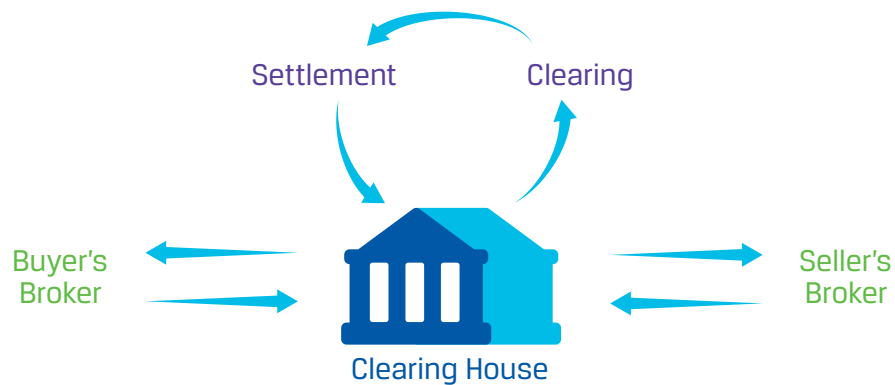 Settlement
Clearing
Buyer's
Broker
Seller's
Broker
Clearing House